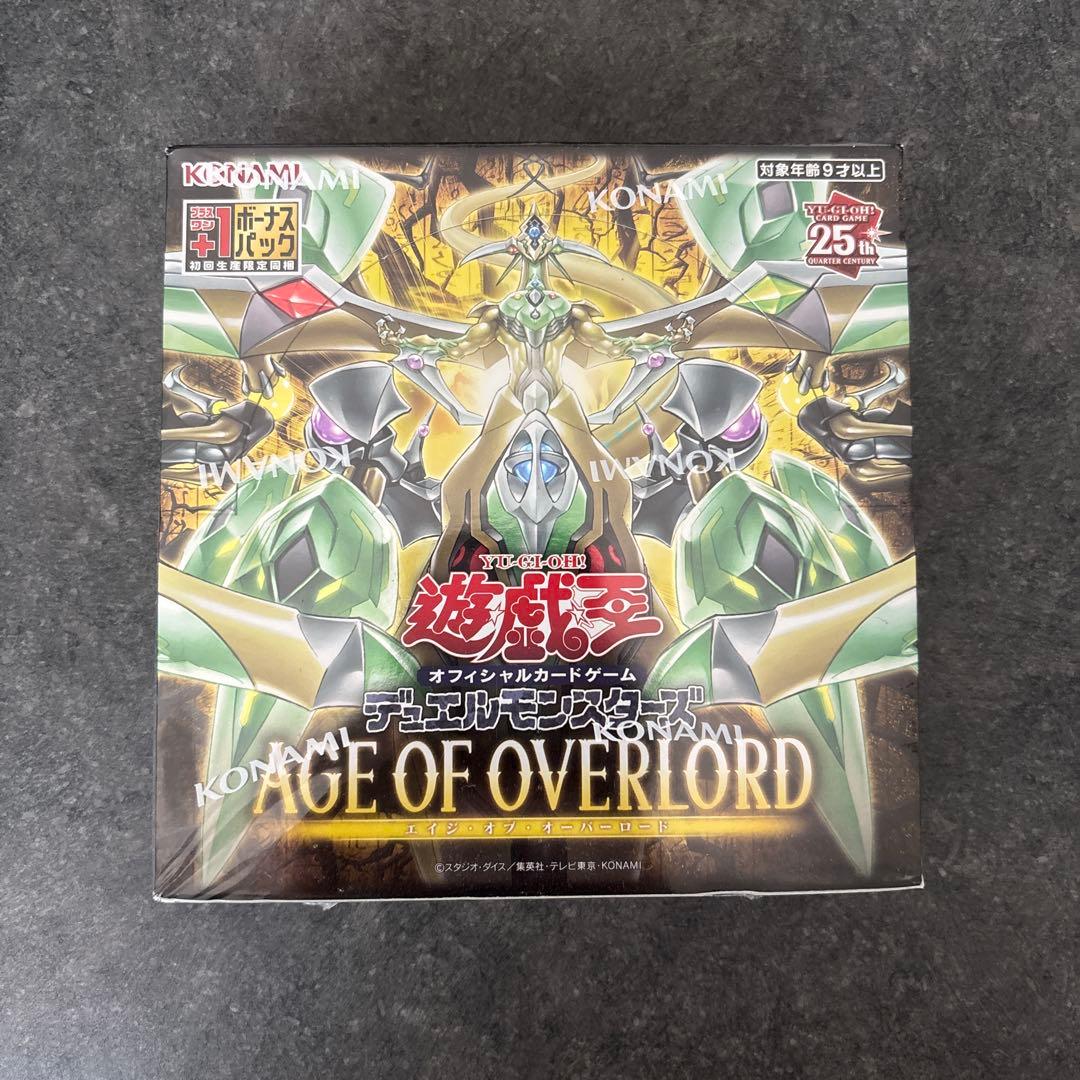 KONAMI
KONAMI
KONAMI
対象年齢9才以上
プラスワン
+1
ボーナス
パック
初回生産限定同梱
YU-GI-OH!
CARD GAME
25th
QUARTER CENTURY
KONAMI
KONAMI
YU-GI-OH!
遊戯王
オフィシャルカードゲーム
デュエルモンスターズ
KONAMI
KONAMI
AGE OF OVERLORD
エイジ・オブ・オーバーロード
©スタジオ・ダイス/集英社・テレビ東京・KONAMI